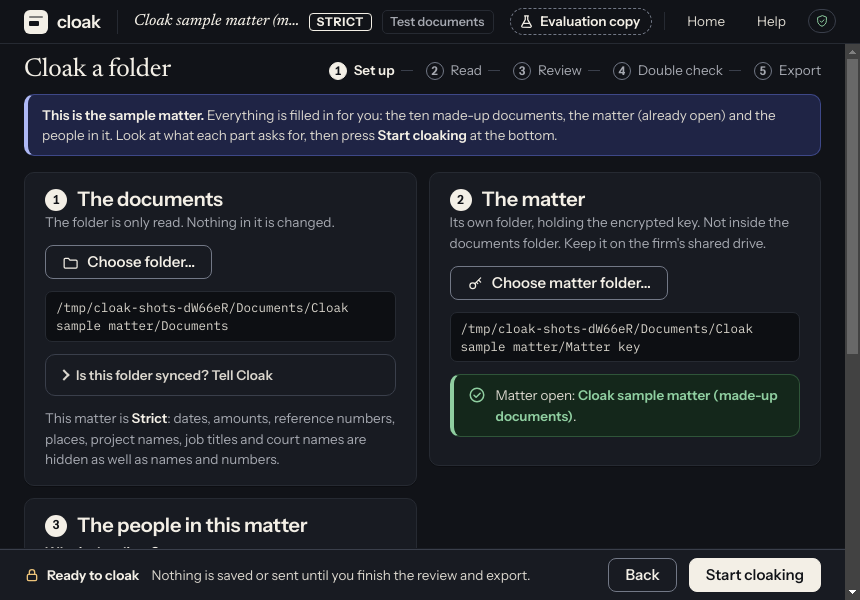 cloak
Cloak sample matter (m...
STRICT
Test documents
Evaluation copy
Home
Help
Cloak a folder
1 Set up
2 Read
3 Review
4 Double check
5 Export
This is the sample matter. Everything is filled in for you: the ten made-up documents, the matter (already open) and the
people in it. Look at what each part asks for, then press Start cloaking at the bottom.
1 The documents
The folder is only read. Nothing in it is changed.
Choose folder...
/tmp/cloak-shots-dW66eR/Documents/Cloak
sample matter/Documents
Is this folder synced? Tell Cloak
This matter is Strict: dates, amounts, reference numbers,
places, project names, job titles and court names are
hidden as well as names and numbers.
2 The matter
Its own folder, holding the encrypted key. Not inside the
documents folder. Keep it on the firm's shared drive.
Choose matter folder...
/tmp/cloak-shots-dW66eR/Documents/Cloak
sample matter/Matter key
Matter open: Cloak sample matter (made-up
documents).
3 The people in this matter
Ready to cloak
Nothing is saved or sent until you finish the review and export.
Back
Start cloaking